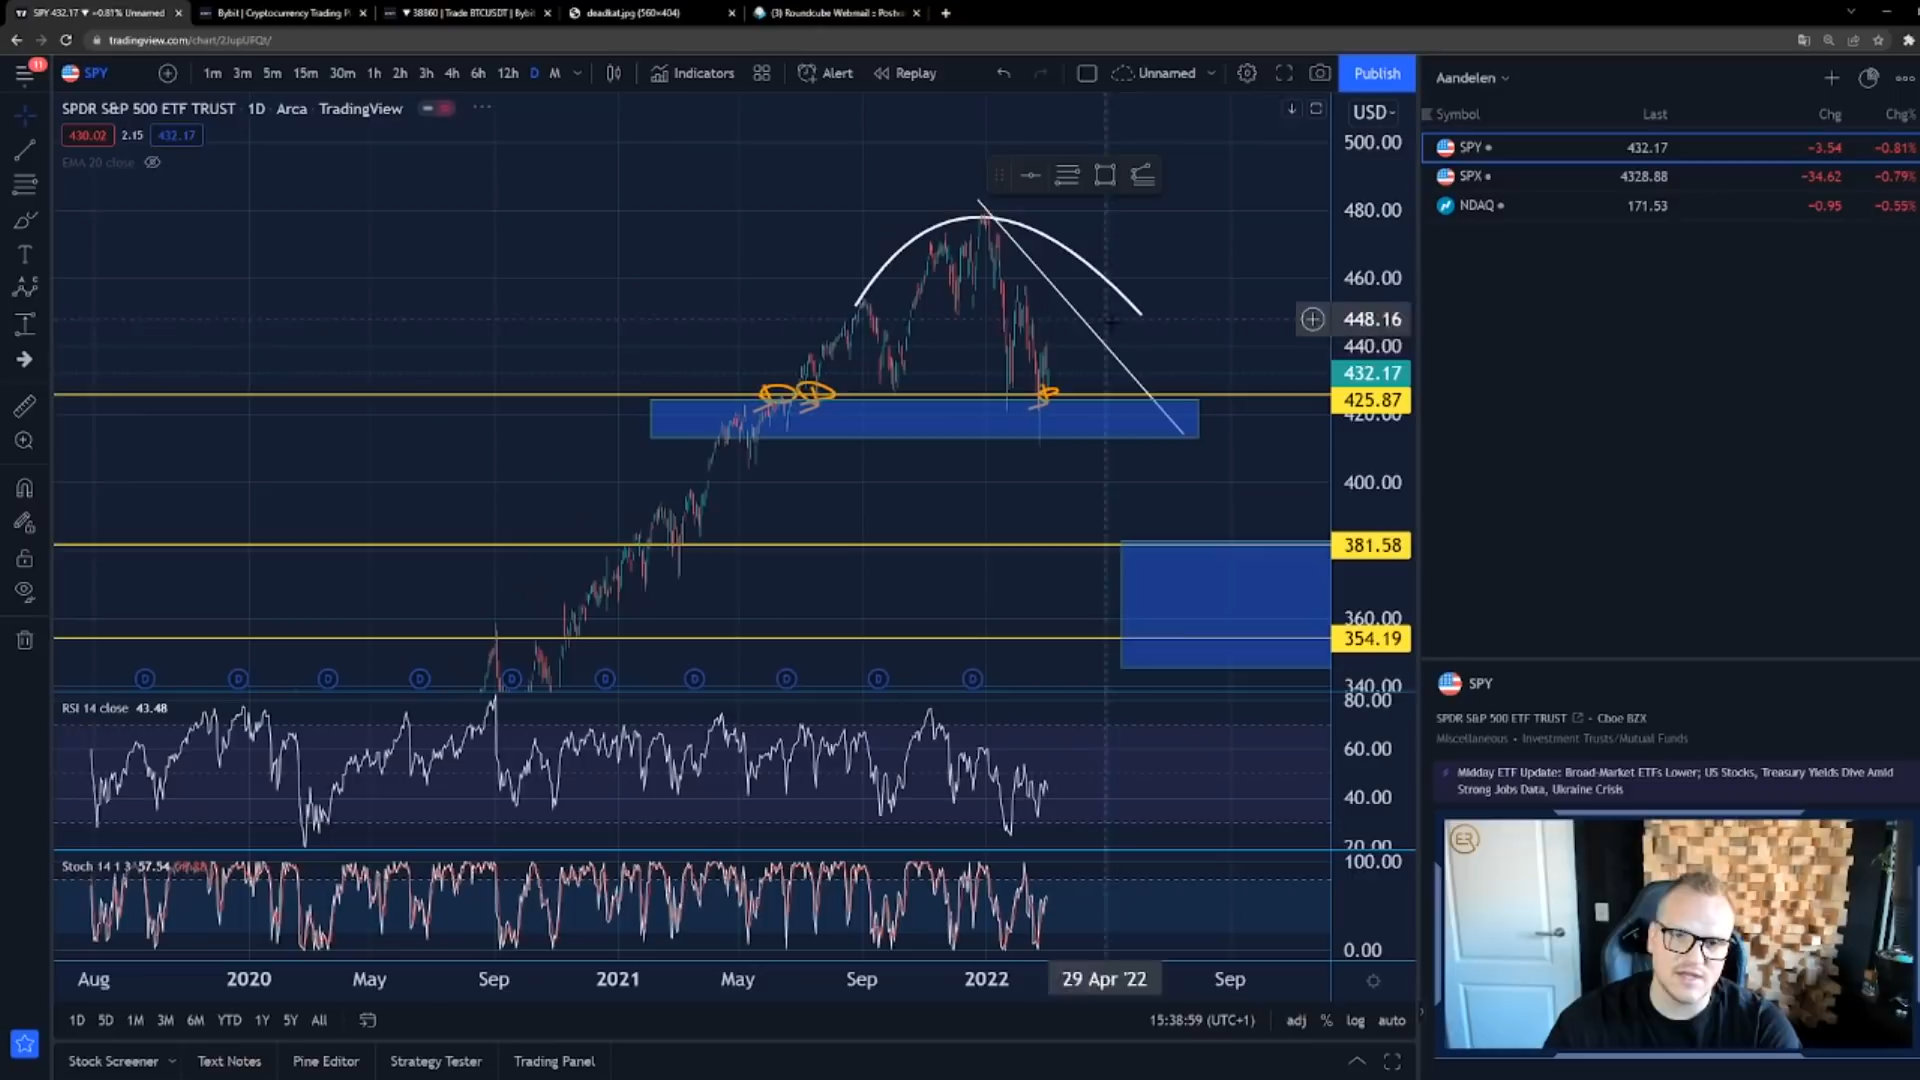 SPY 432.17 ▼ −0.81% Unnamed
Bybit | Cryptocurrency Trading P
▼ 38860 | Trade BTCUSDT | Bybit
deadkat.jpg (560×404)
(3) Roundcube Webmail ::
tradingview.com/chart/2JupUFQt/
11
SPY
1m 3m 5m 15m 30m 1h 2h 3h 4h 6h 12h D M
Indicators
Alert
Replay
Unnamed
Publish
SPDR S&P 500 ETF TRUST · 1D · Arca · TradingView
430.02 2.15 432.17
EMA 20 close
USD
500.00
480.00
460.00
448.16
440.00
432.17
425.87
420.00
400.00
381.58
360.00
354.19
340.00
D D D D D D D D D D
RSI 14 close 43.48
80.00
60.00
40.00
20.00
Stoch 14 1 3 57.54
100.00
0.00
Aug 2020 May Sep 2021 May Sep 2022 29 Apr '22 Sep
1D 5D 1M 3M 6M YTD 1Y 5Y All
15:38:59 (UTC+1)
adj % log auto
Stock Screener
Text Notes
Pine Editor
Strategy Tester
Trading Panel
Aandelen
Symbol Last Chg Chg%
SPY 432.17 −3.54 −0.81%
SPX 4328.88 −34.62 −0.79%
NDAQ 171.53 −0.95 −0.55%
SPY
SPDR S&P 500 ETF TRUST · Cboe BZX
Miscellaneous • Investment Trusts/Mutual Funds
Midday ETF Update: Broad-Market ETFs Lower; US Stocks, Treasury Yields Dive Amid
Strong Jobs Data, Ukraine Crisis